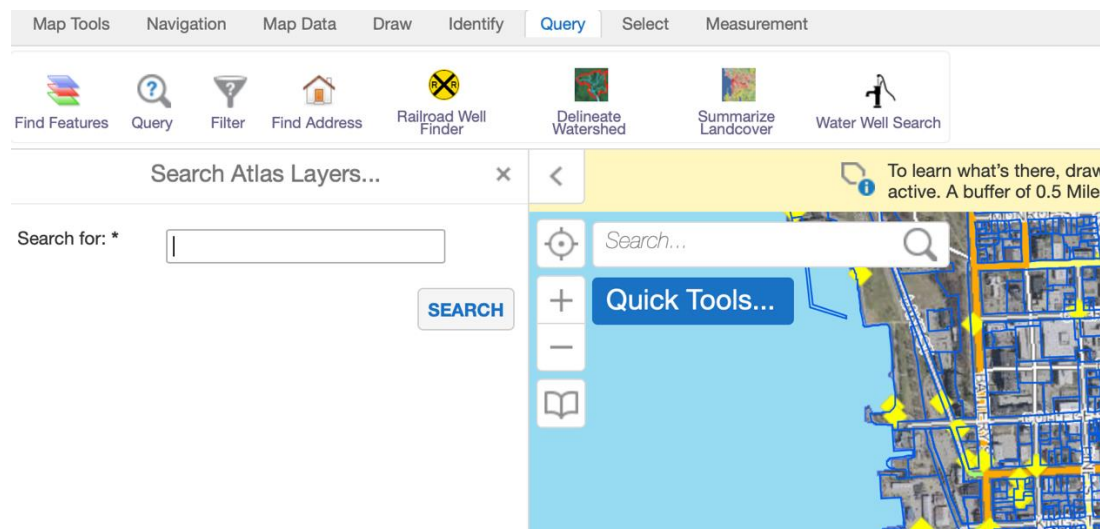 Map Tools Navigation Map Data Draw Identify Query Select Measurement
Find Features Query Filter Find Address Railroad Well Finder Delineate Watershed Summarize Landcover Water Well Search
Search Atlas Layers... ×
To learn what's there, draw
active. A buffer of 0.5 Mile
Search for: *
Search...
SEARCH
Quick Tools...